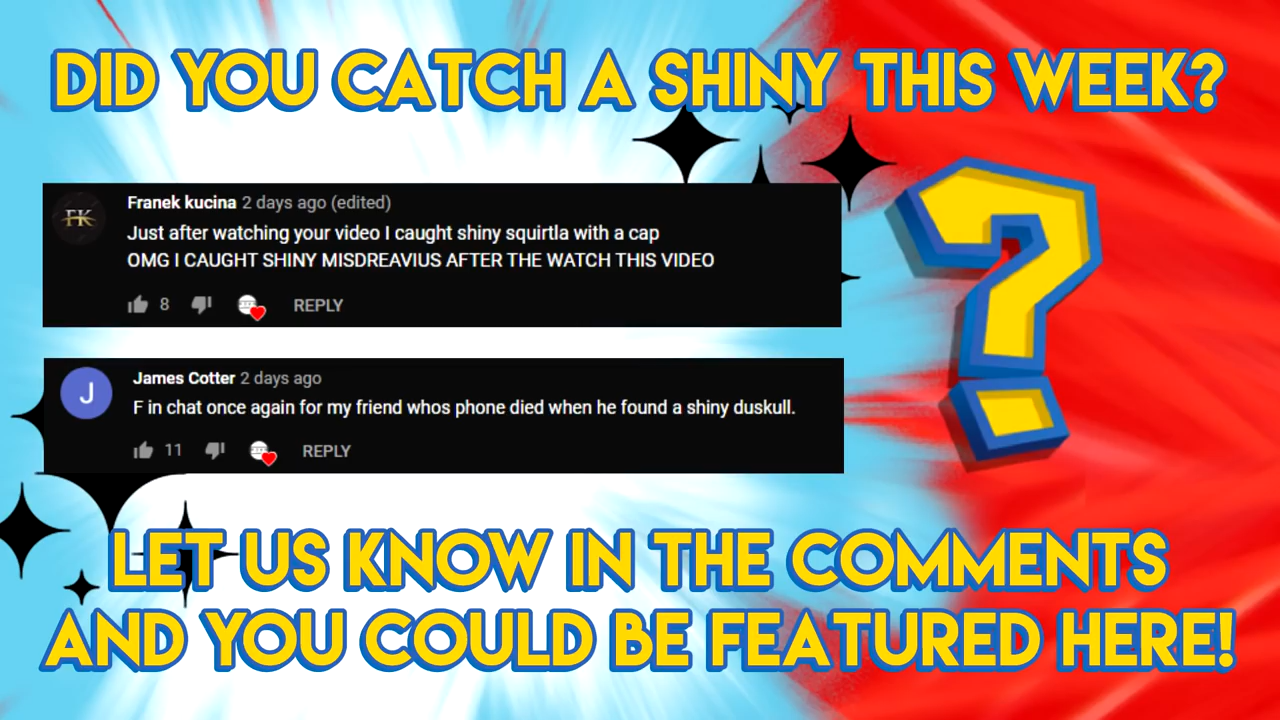 DID YOU CATCH A SHINY THIS WEEK?
FK
Franek kucina 2 days ago (edited)
Just after watching your video I caught shiny squirtla with a cap
OMG I CAUGHT SHINY MISDREAVIUS AFTER THE WATCH THIS VIDEO
8 REPLY
J
James Cotter 2 days ago
F in chat once again for my friend whos phone died when he found a shiny duskull.
11 REPLY
?
LET US KNOW IN THE COMMENTS
AND YOU COULD BE FEATURED HERE!